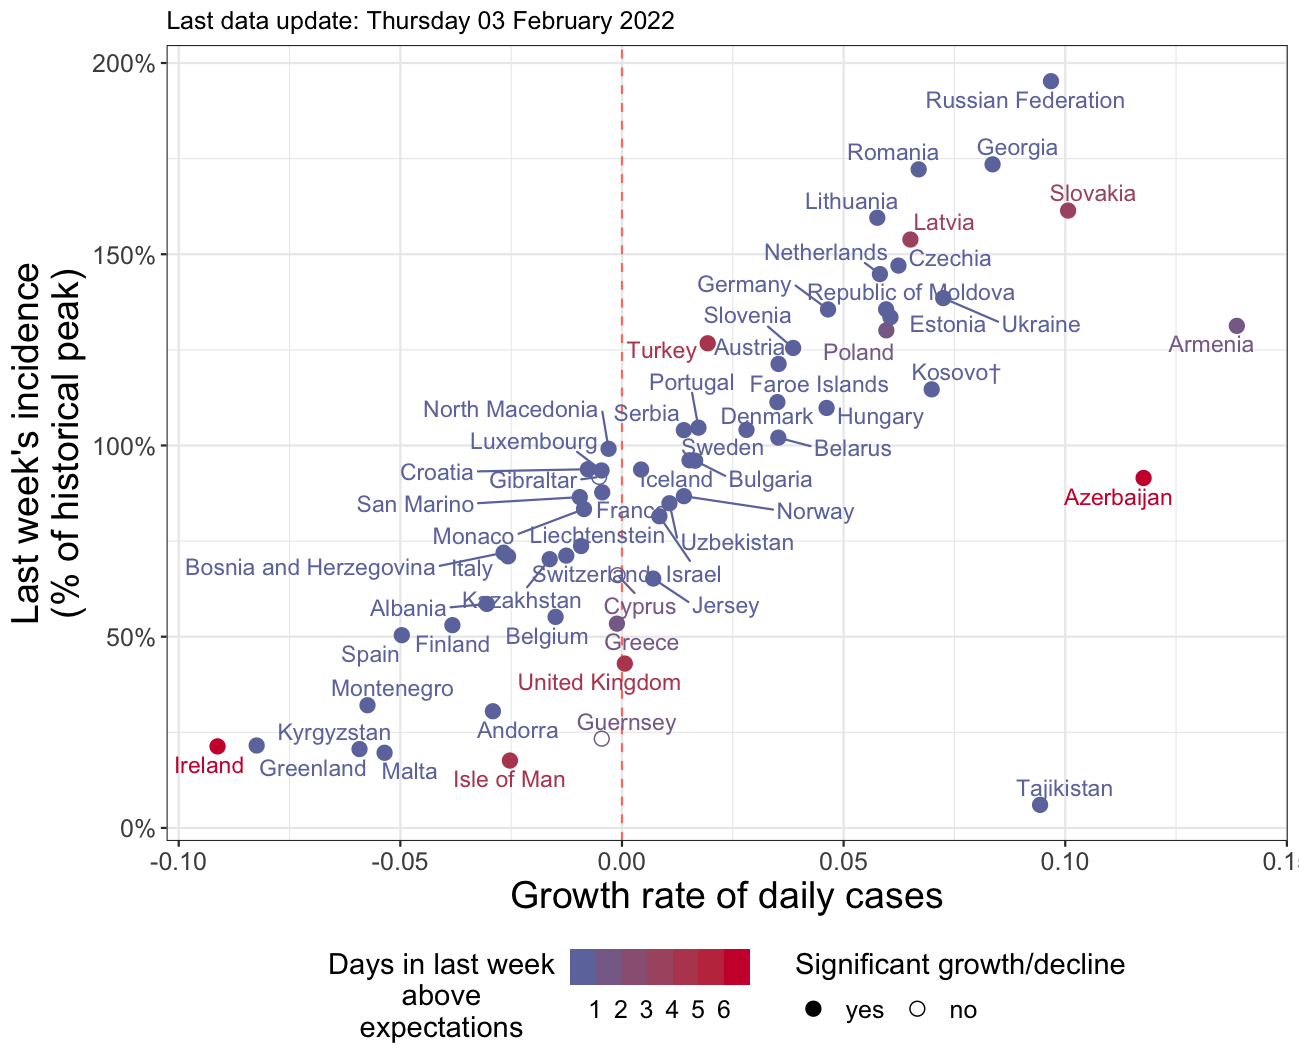 Last data update: Thursday 03 February 2022
200%
150%
100%
50%
0%
Last week's incidence
(% of historical peak)
Russian Federation
Romania
Georgia
Slovakia
Lithuania
Latvia
Netherlands
Czechia
Germany
Republic of Moldova
Slovenia
Estonia
Ukraine
Turkey
Austria
Poland
Armenia
Portugal
Faroe Islands
Kosovo†
North Macedonia
Serbia
Denmark
Hungary
Luxembourg
Sweden
Belarus
Croatia
Gibraltar
Iceland
Bulgaria
Azerbaijan
San Marino
France
Norway
Monaco
Liechtenstein
Uzbekistan
Bosnia and Herzegovina
Italy
Switzerland
Israel
Albania
Kazakhstan
Cyprus
Jersey
Finland
Belgium
Greece
Spain
United Kingdom
Montenegro
Guernsey
Kyrgyzstan
Andorra
Ireland
Greenland
Malta
Isle of Man
Tajikistan
-0.10
-0.05
0.00
0.05
0.10
0.1
Growth rate of daily cases
Days in last week
above
expectations
1 2 3 4 5 6
Significant growth/decline
yes
no